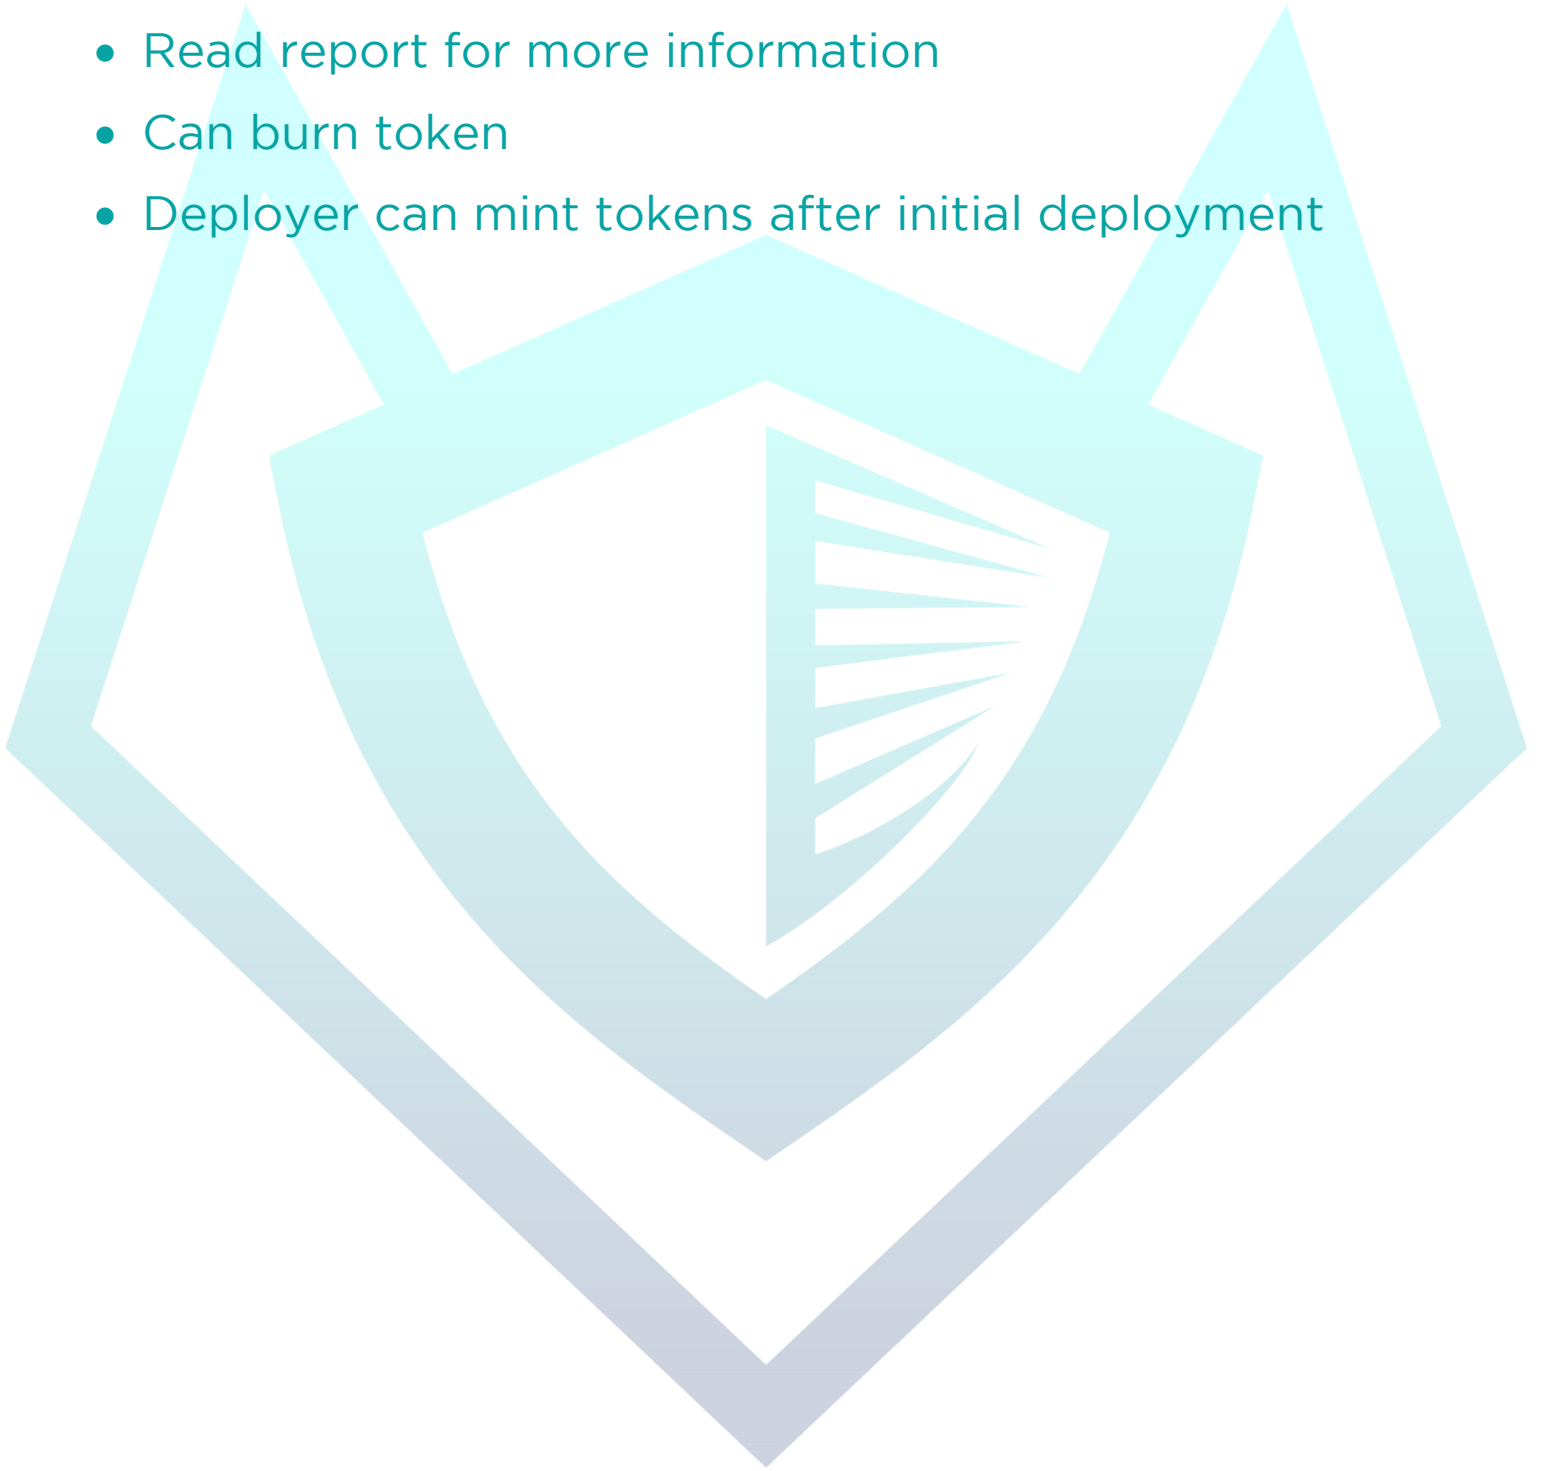 • Read report for more information
• Can burn token
• Deployer can mint tokens after initial deployment